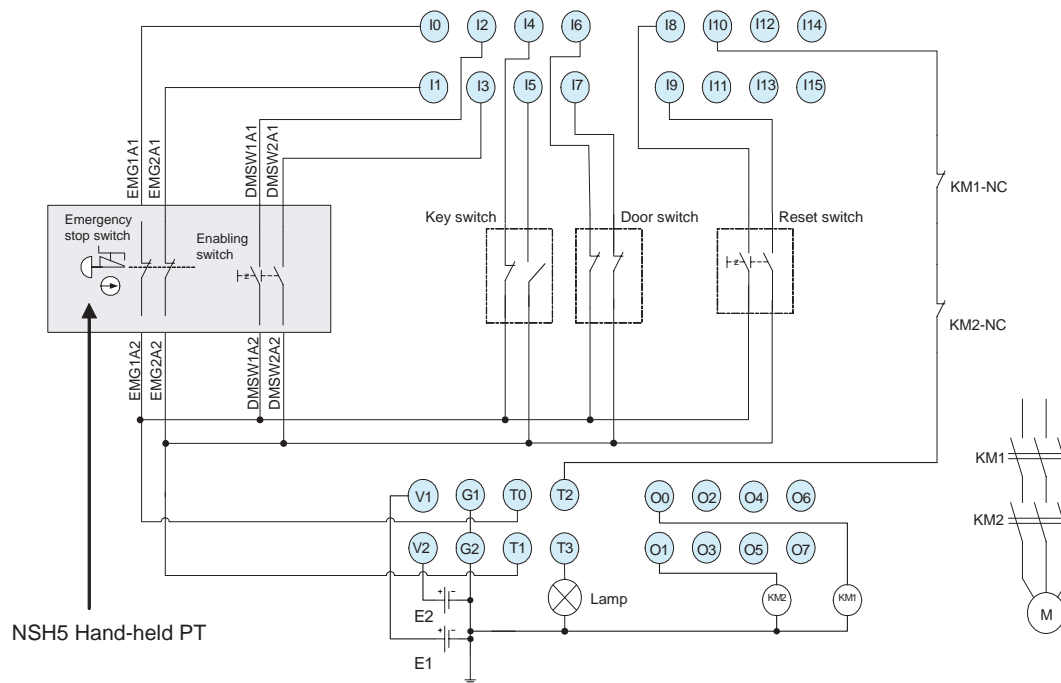 I0 I2 I4 I6 I8 I10 I12 I14
I1 I3 I5 I7 I9 I11 I13 I15
EMG1A1
EMG2A1
DMSW1A1
DMSW2A1
KM1-NC
Emergency
stop switch
Enabling
switch
Key switch
Door switch
Reset switch
KM2-NC
EMG1A2
EMG2A2
DMSW1A2
DMSW2A2
KM1
V1 G1 T0 T2 O0 O2 O4 O6
KM2
V2 G2 T1 T3 O1 O3 O5 O7
+ -
E2
Lamp
KM2
KM1
M
NSH5 Hand-held PT
+ -
E1